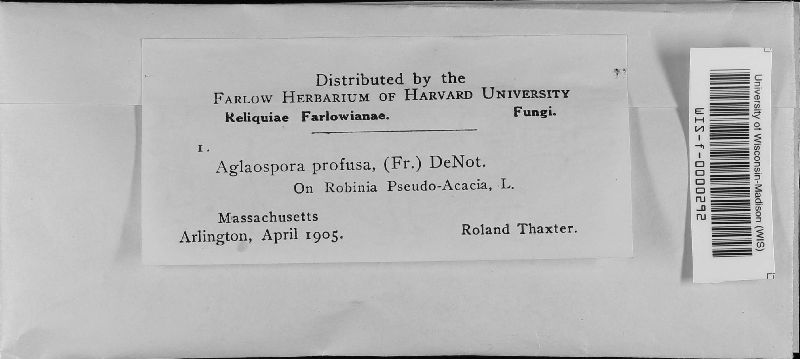 Distributed by the
FARLOW HERBARIUM OF HARVARD UNIVERSITY
Reliquiae Farlowianae. Fungi.
1.
Aglaospora profusa, (Fr.) DeNot.
On Robinia Pseudo-Acacia, L.
Massachusetts
Arlington, April 1905. Roland Thaxter.
University of Wisconsin-Madison (WIS)
WIS-f-0000292